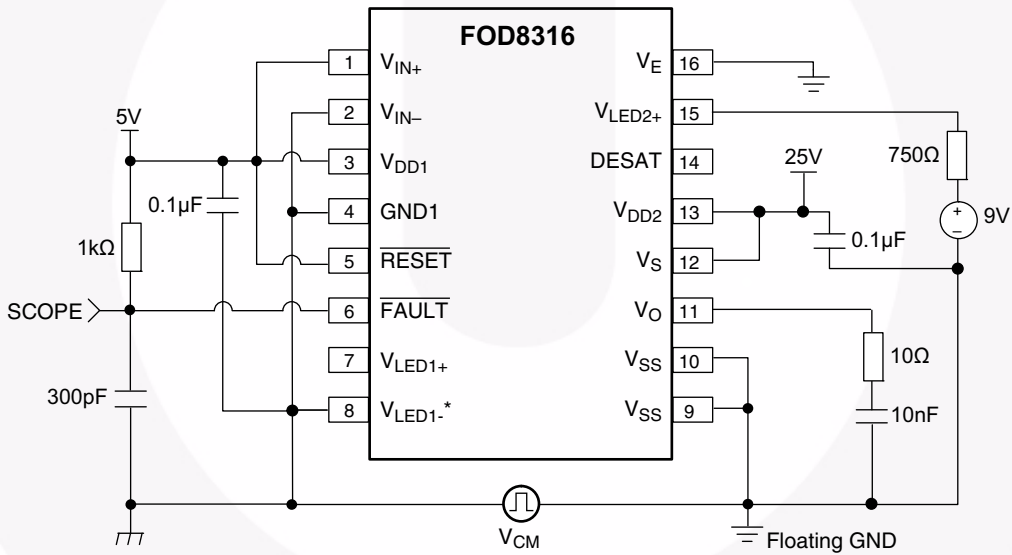 FOD8316
1 V_IN+
2 V_IN–
3 V_DD1
4 GND1
5 RESET
6 FAULT
7 V_LED1+
8 V_LED1-*
V_E 16
V_LED2+ 15
DESAT 14
V_DD2 13
V_S 12
V_O 11
V_SS 10
V_SS 9
5V
0.1µF
1kΩ
SCOPE
300pF
25V
750Ω
+
–
9V
0.1µF
10Ω
10nF
V_CM
Floating GND